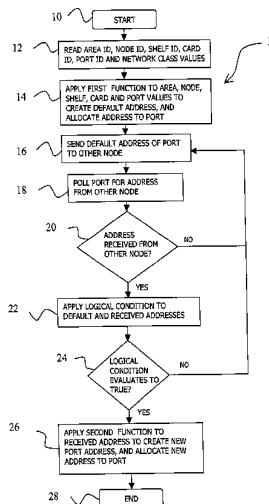 10
START
12
READ AREA ID, NODE ID, SHELF ID, CARD
ID, PORT ID AND NETWORK CLASS VALUES
14
APPLY FIRST FUNCTION TO AREA, NODE,
SHELF, CARD AND PORT VALUES TO
CREATE DEFAULT ADDRESS, AND
ALLOCATE ADDRESS TO PORT
16
SEND DEFAULT ADDRESS OF PORT
TO OTHER NODE
18
POLL PORT FOR ADDRESS
FROM OTHER NODE
20
ADDRESS
RECEIVED FROM
OTHER NODE?
NO
YES
22
APPLY LOGICAL CONDITION TO
DEFAULT AND RECEIVED ADDRESSES
24
LOGICAL
CONDITION
EVALUATES TO
TRUE?
NO
YES
26
APPLY SECOND FUNCTION TO
RECEIVED ADDRESS TO CREATE NEW
PORT ADDRESS, AND ALLOCATE NEW
ADDRESS TO PORT
28
END